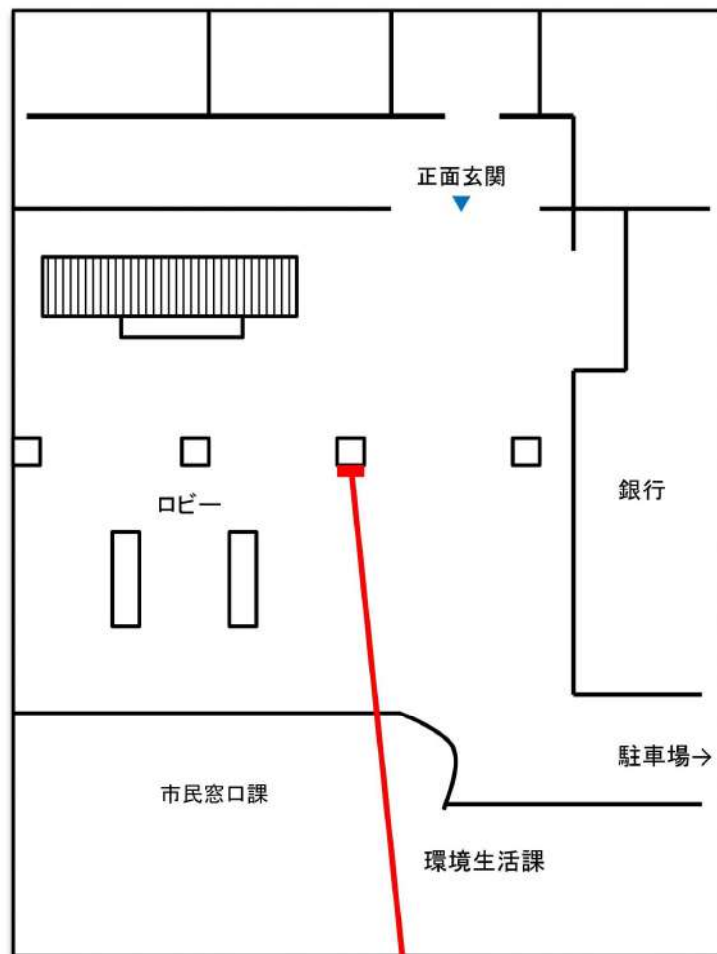 正面玄関
銀行
ロビー
駐車場→
市民窓口課
環境生活課